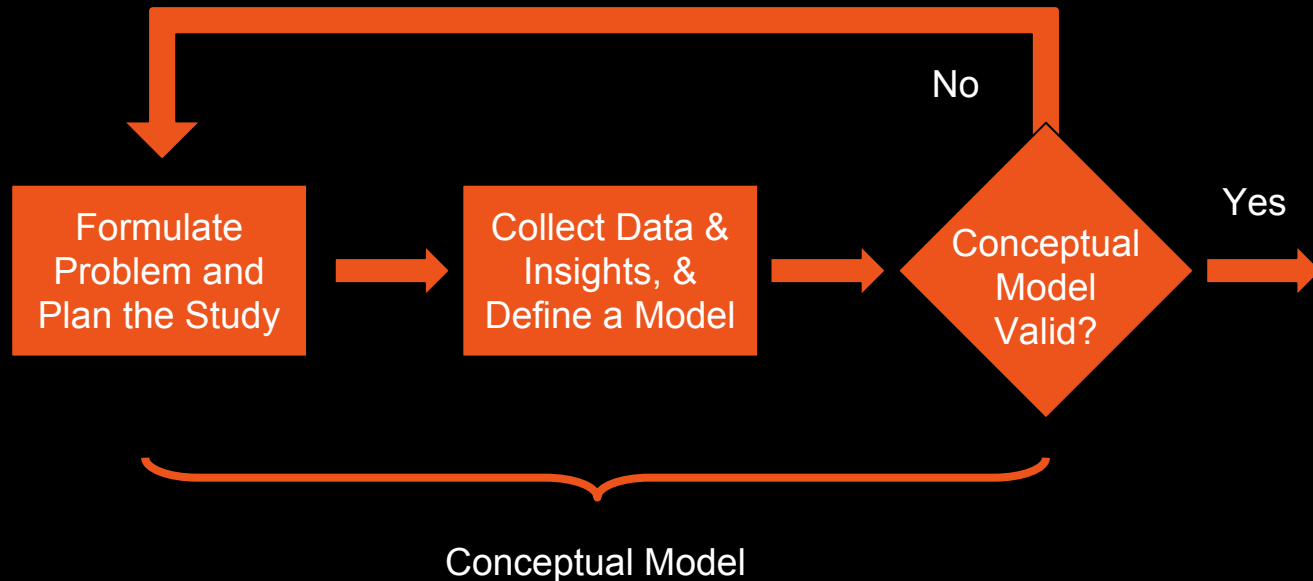 No
Yes
Formulate
Problem and
Plan the Study
Collect Data &
Insights, &
Define a Model
Conceptual
Model
Valid?
Conceptual Model